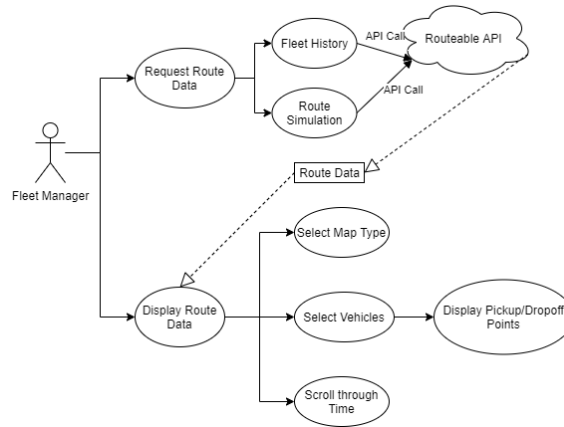 API Call
Routeable API
Fleet History
Request Route
Data
API Call
Route
Simulation
Fleet Manager
Route Data
Select Map Type
Display Route
Data
Select Vehicles
Display Pickup/Dropoff
Points
Scroll through
Time